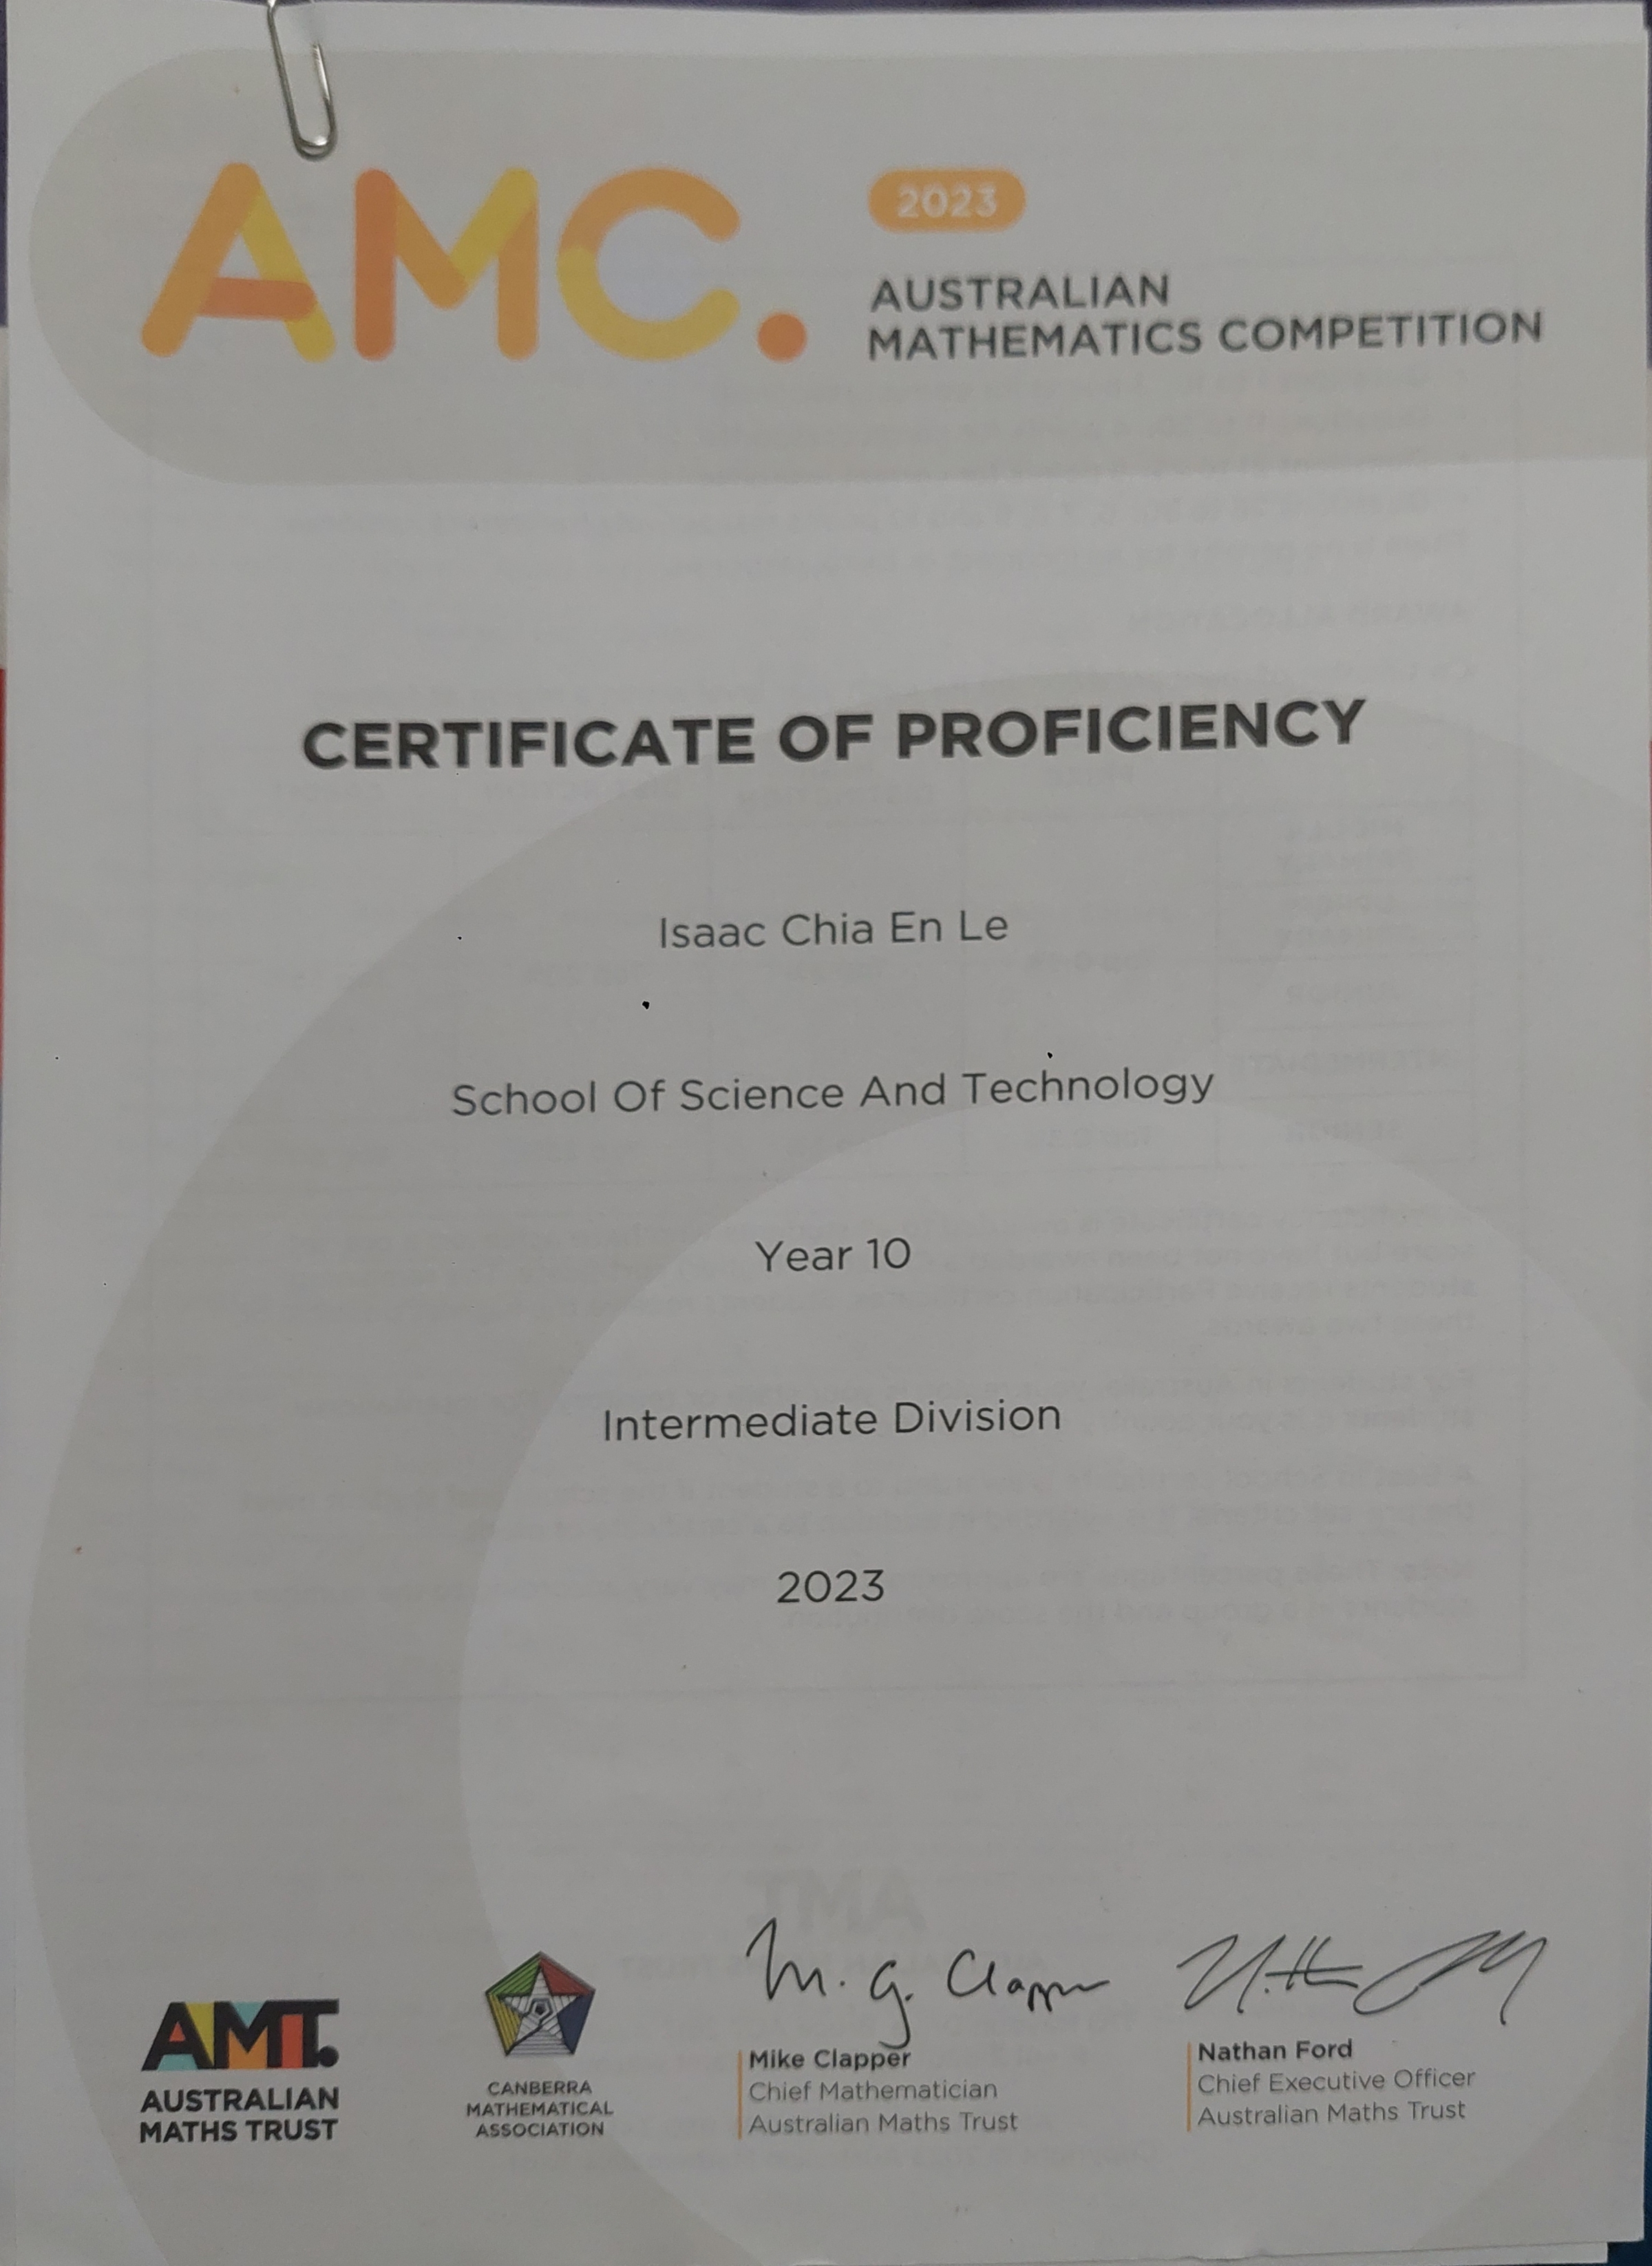 AMC.
2023
AUSTRALIAN
MATHEMATICS COMPETITION
CERTIFICATE OF PROFICIENCY
Isaac Chia En Le
School Of Science And Technology
Year 10
Intermediate Division
2023
AMT.
AUSTRALIAN
MATHS TRUST
CANBERRA
MATHEMATICAL
ASSOCIATION
M. G. Clapper
Mike Clapper
Chief Mathematician
Australian Maths Trust
Nathan Ford
Chief Executive Officer
Australian Maths Trust